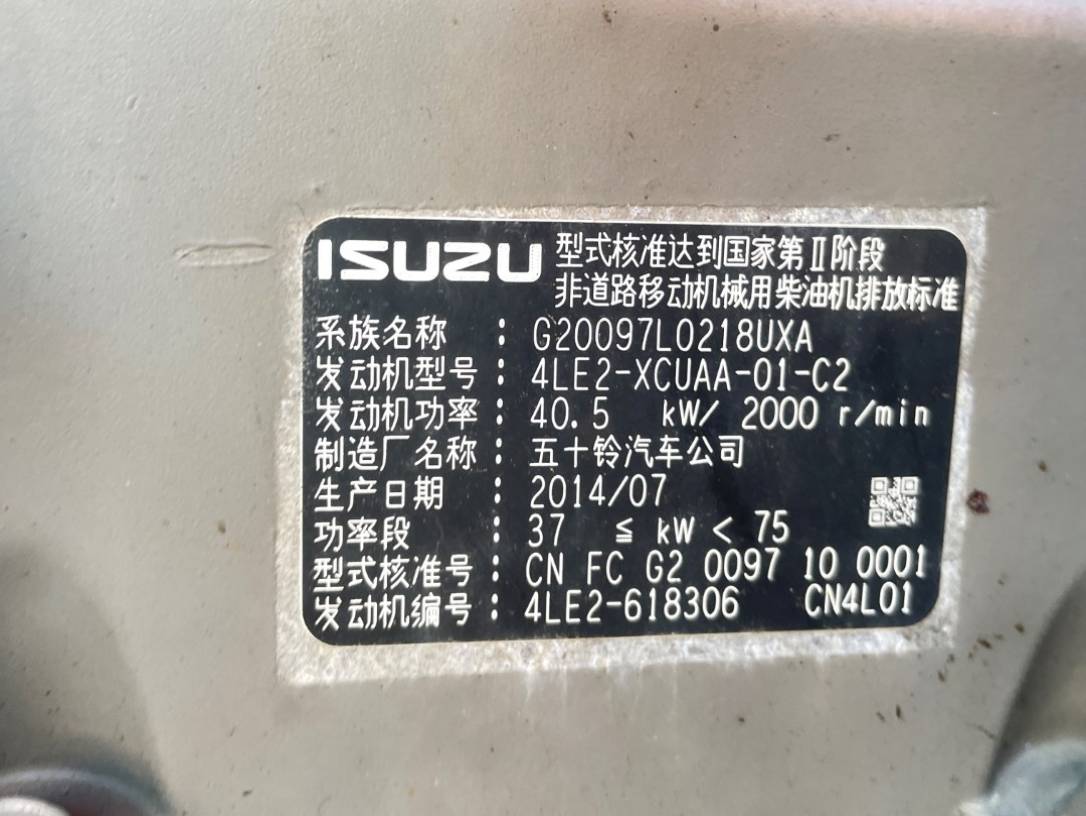 ISUZU 型式核准达到国家第Ⅱ阶段
非道路移动机械用柴油机排放标准
系族名称 : G20097L0218UXA
发动机型号 : 4LE2-XCUAA-01-C2
发动机功率 : 40.5 kW/ 2000 r/min
制造厂名称 : 五十铃汽车公司
生产日期 : 2014/07
功率段 : 37 ≦ kW < 75
型式核准号 : CN FC G2 0097 10 0001
发动机编号 : 4LE2-618306 CN4L01